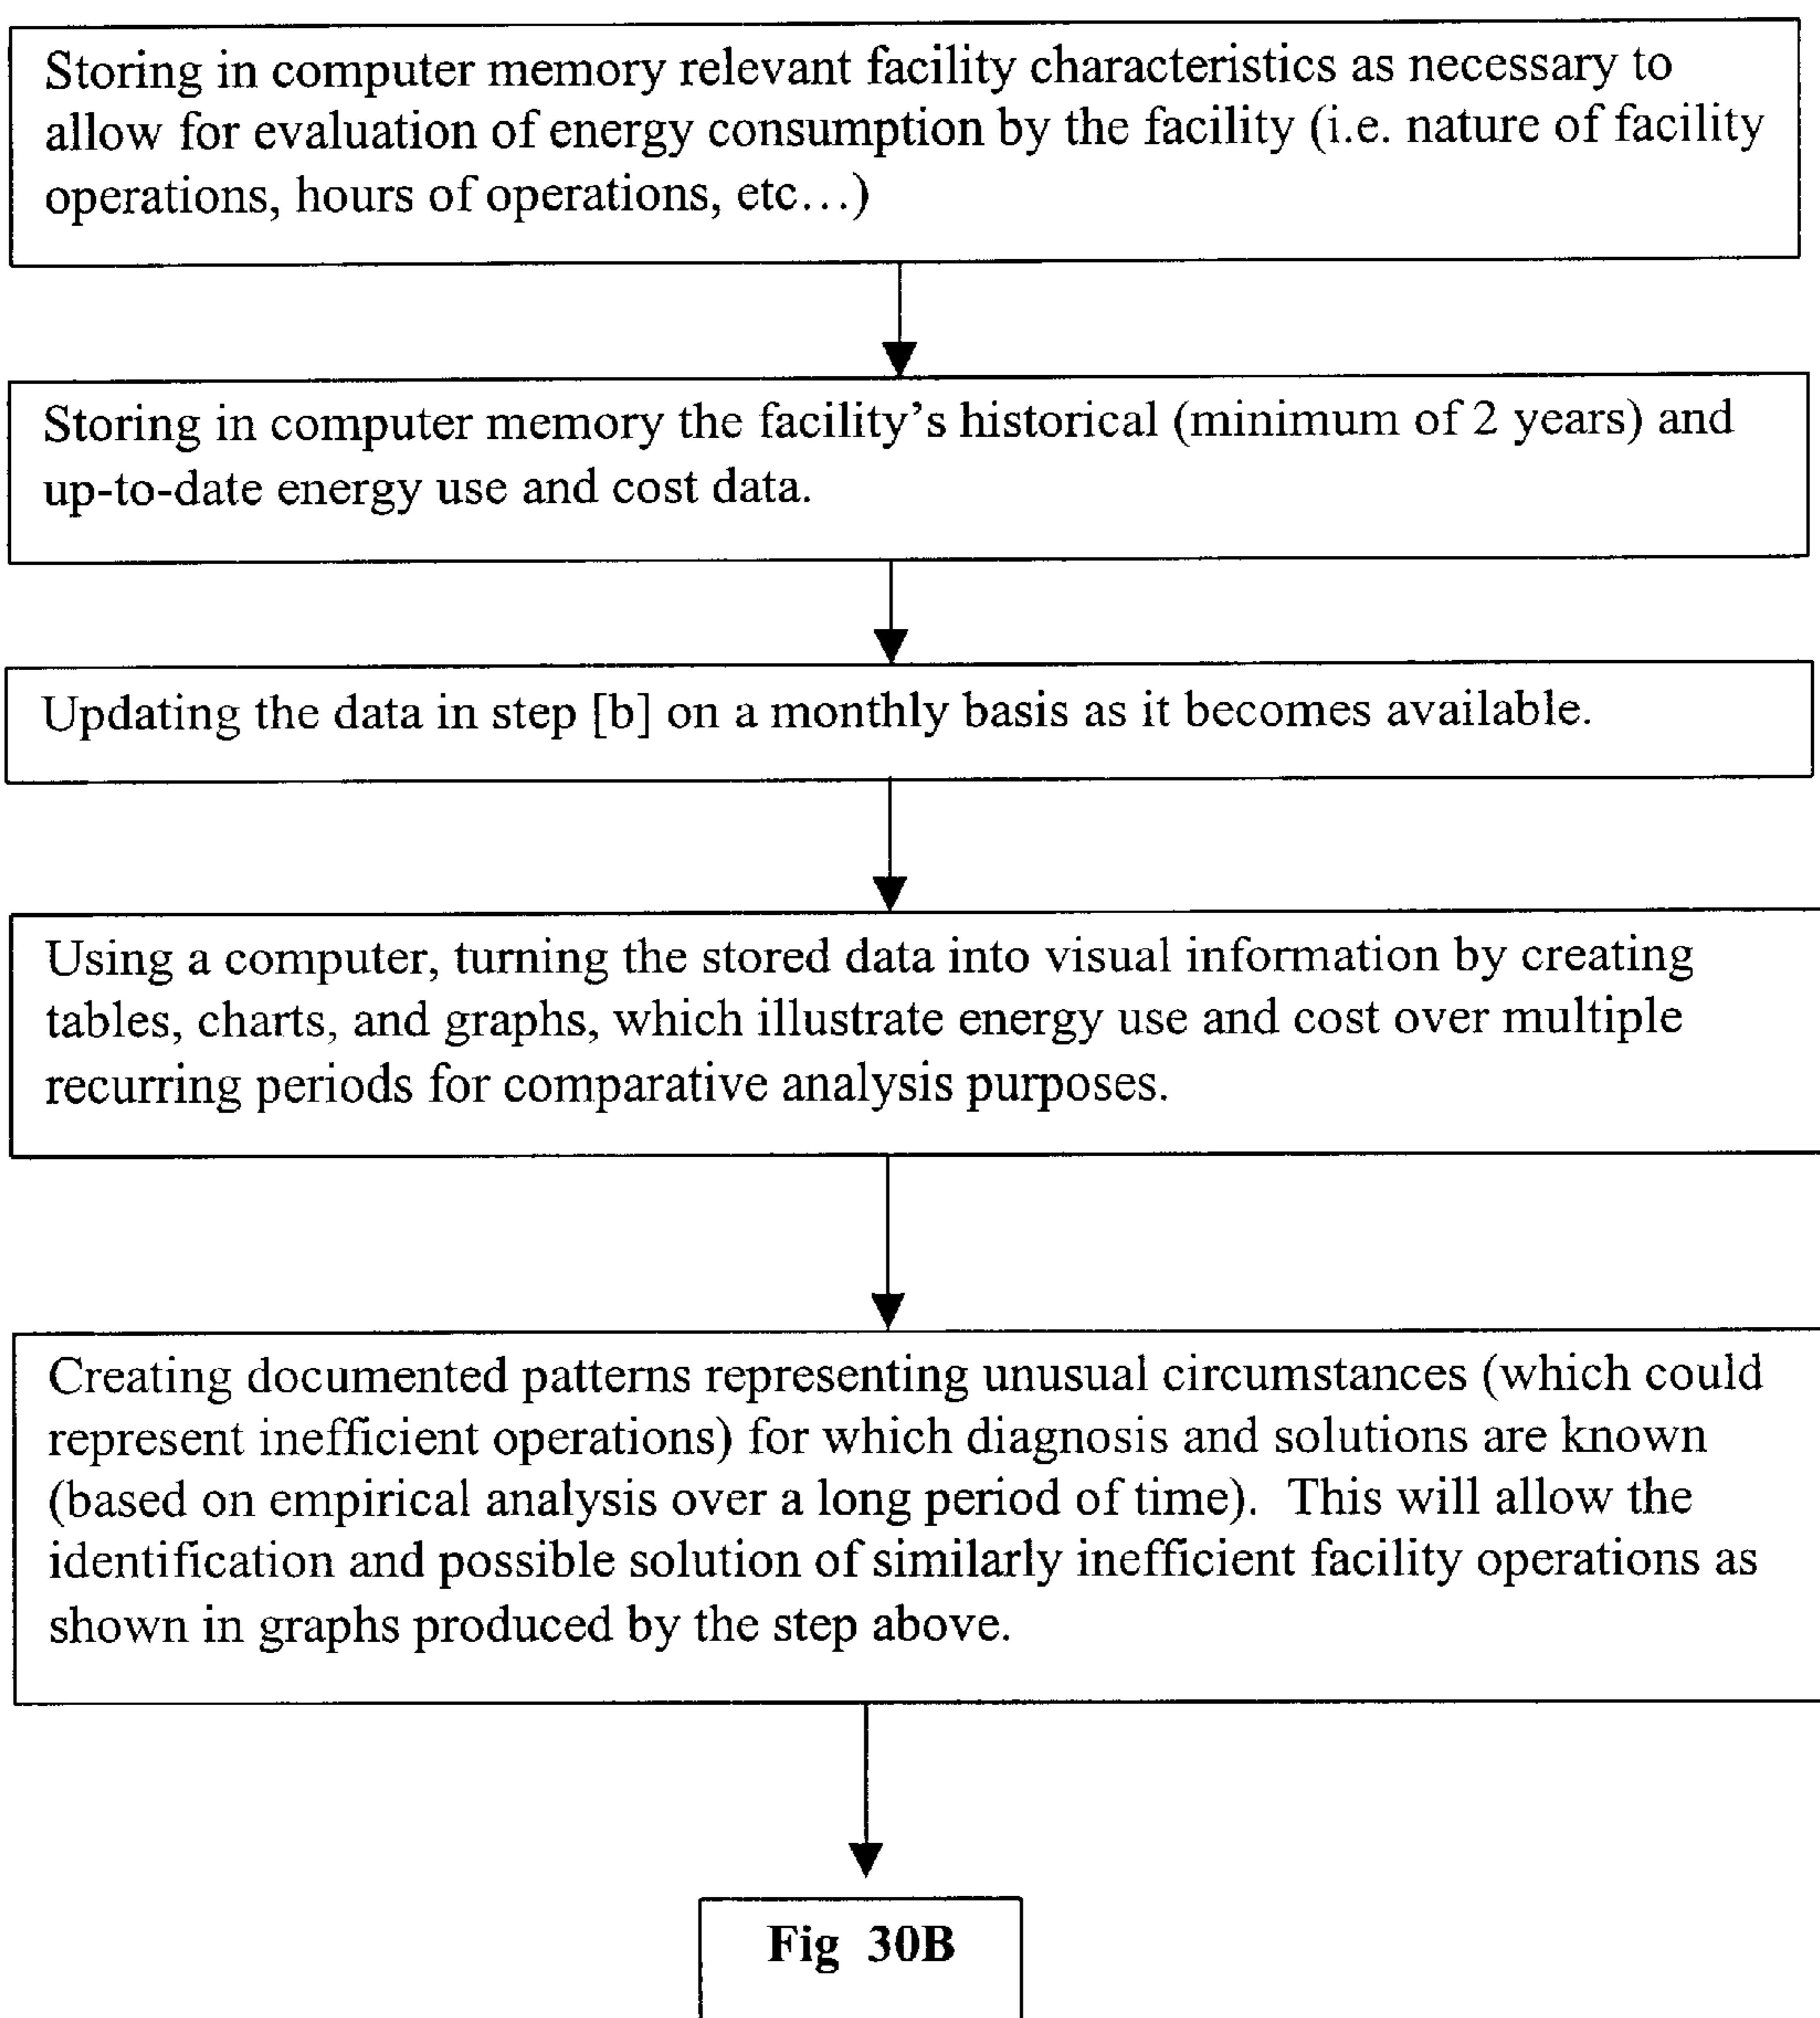 Storing in computer memory relevant facility characteristics as necessary to
allow for evaluation of energy consumption by the facility (i.e. nature of facility
operations, hours of operations, etc…)
Storing in computer memory the facility’s historical (minimum of 2 years) and
up-to-date energy use and cost data.
Updating the data in step [b] on a monthly basis as it becomes available.
Using a computer, turning the stored data into visual information by creating
tables, charts, and graphs, which illustrate energy use and cost over multiple
recurring periods for comparative analysis purposes.
Creating documented patterns representing unusual circumstances (which could
represent inefficient operations) for which diagnosis and solutions are known
(based on empirical analysis over a long period of time).  This will allow the
identification and possible solution of similarly inefficient facility operations as
shown in graphs produced by the step above.
Fig 30B